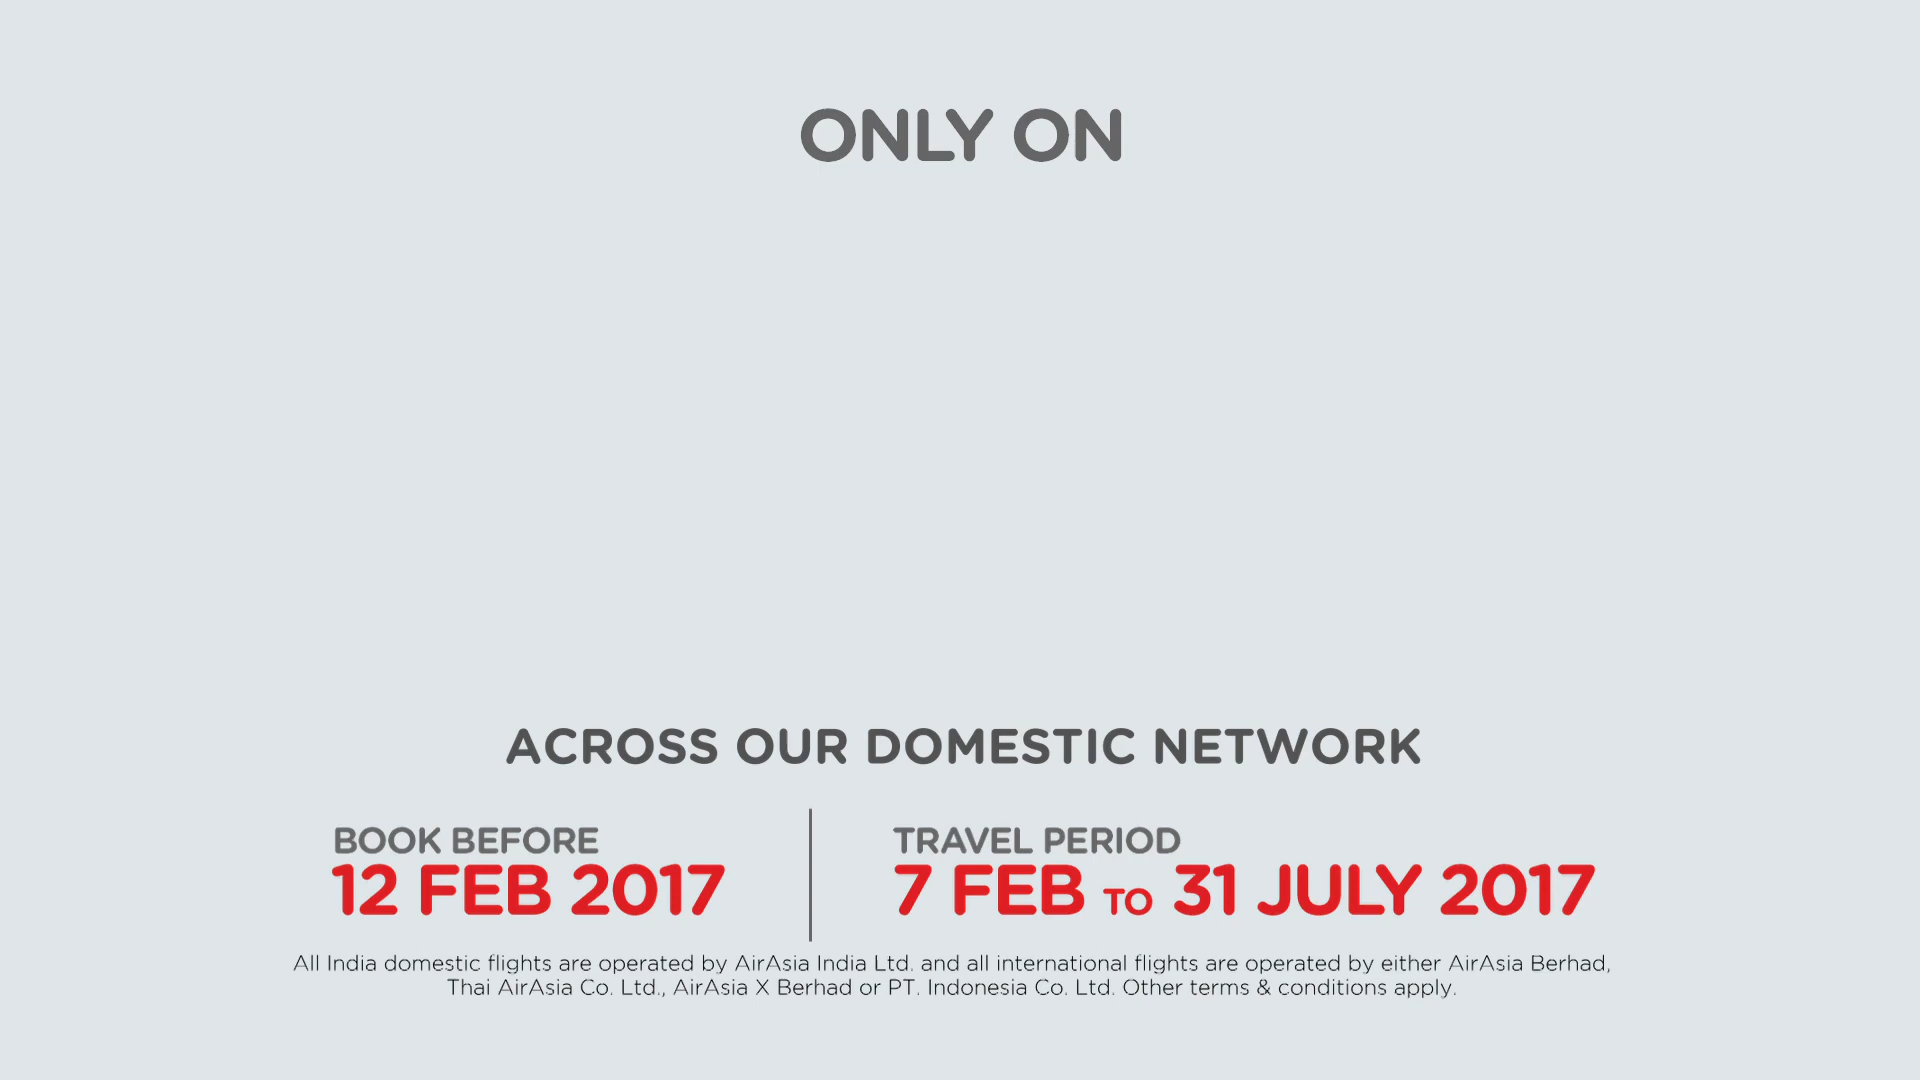 ONLY ON
ACROSS OUR DOMESTIC NETWORK
BOOK BEFORE
12 FEB 2017
TRAVEL PERIOD
7 FEB TO 31 JULY 2017
All India domestic flights are operated by AirAsia India Ltd. and all international flights are operated by either AirAsia Berhad,
Thai AirAsia Co. Ltd., AirAsia X Berhad or PT. Indonesia Co. Ltd. Other terms & conditions apply.